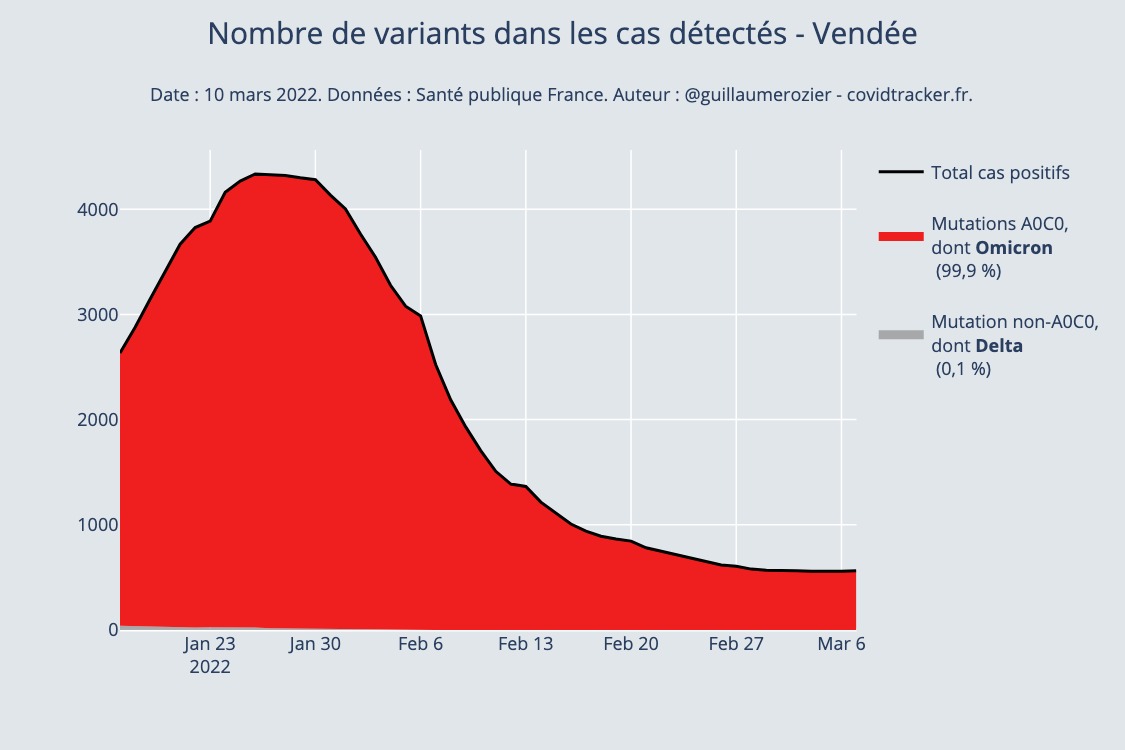 Nombre de variants dans les cas détectés - Vendée
Date : 10 mars 2022. Données : Santé publique France. Auteur : @guillaumerozier - covidtracker.fr.
4000
3000
2000
1000
0
Jan 23
2022
Jan 30
Feb 6
Feb 13
Feb 20
Feb 27
Mar 6
Total cas positifs
Mutations A0C0,
dont Omicron
(99,9 %)
Mutation non-A0C0,
dont Delta
(0,1 %)